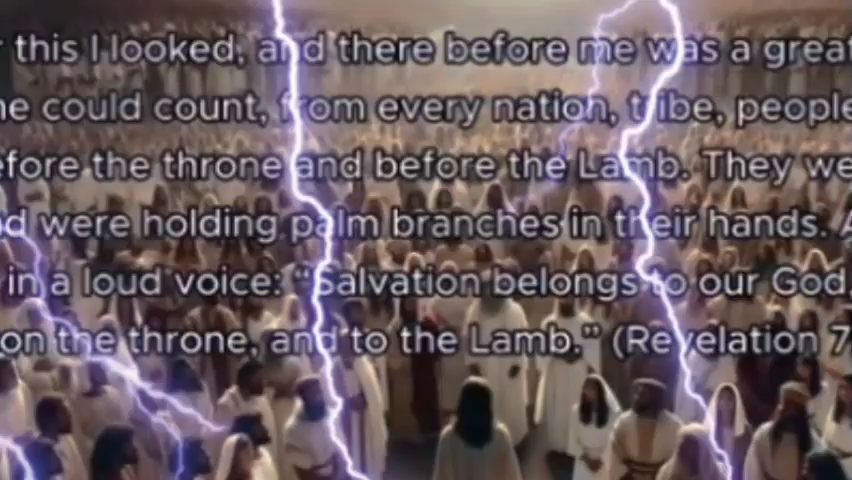 this I looked, and there before me was a great
e could count, from every nation, tribe, people
efore the throne and before the Lamb. They we
d were holding palm branches in their hands. A
in a loud voice: “Salvation belongs to our God,
on the throne, and to the Lamb.” (Revelation 7